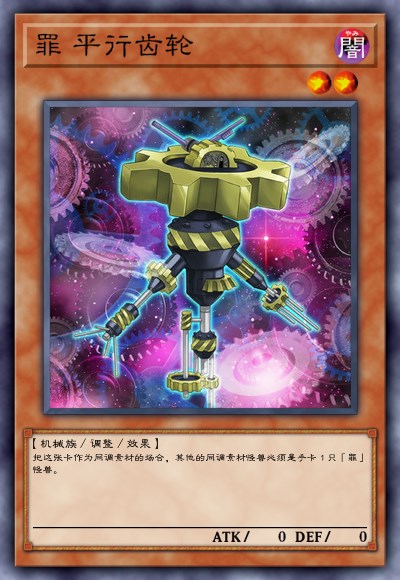 罪 平行齿轮
やみ
闇
【机械族／调整／效果】
把这张卡作为同调素材的场合，其他的同调素材怪兽必须是手卡1只「罪」
怪兽。
ATK/ 0 DEF/ 0